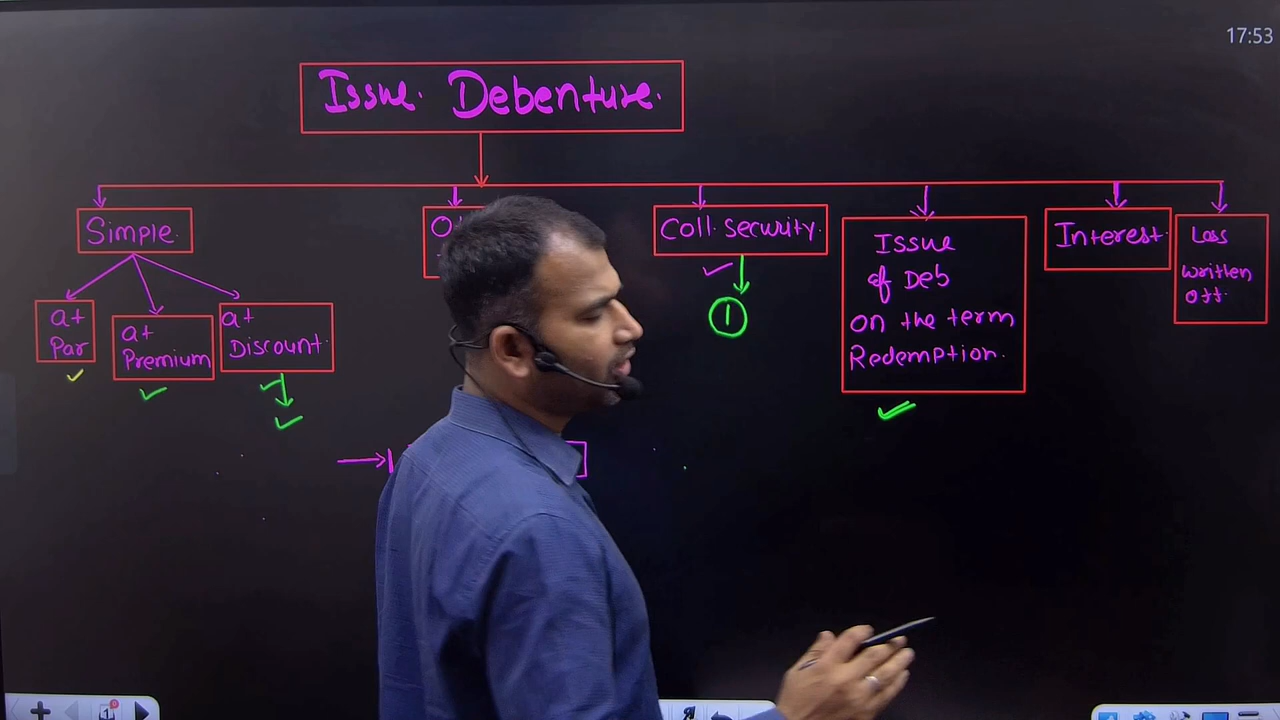 17:53
Issue Debenture.
Simple
Coll. Security
Issue
of Deb
on the term
Redemption.
Interest
Loss
written
off.
at
Par
at
Premium
at
Discount
1